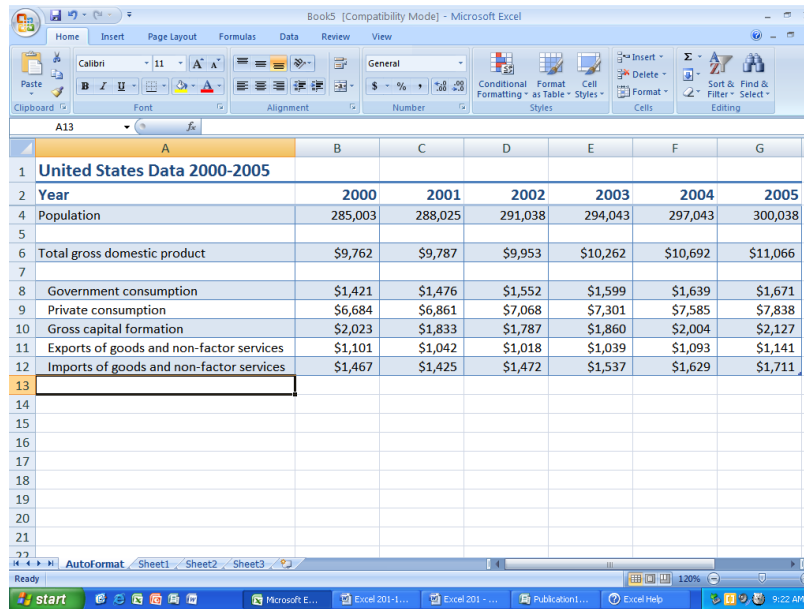 Book5 [Compatibility Mode] - Microsoft Excel
Home Insert Page Layout Formulas Data Review View
Calibri 11 A A General Insert Σ
Paste B I U A $ % , Conditional Formatting Format as Table Cell Styles Delete Format Sort & Filter Find & Select
Clipboard Font Alignment Number Styles Cells Editing
A13 fx
A B C D E F G
1 United States Data 2000-2005
2 Year 2000 2001 2002 2003 2004 2005
4 Population 285,003 288,025 291,038 294,043 297,043 300,038
5
6 Total gross domestic product $9,762 $9,787 $9,953 $10,262 $10,692 $11,066
7
8 Government consumption $1,421 $1,476 $1,552 $1,599 $1,639 $1,671
9 Private consumption $6,684 $6,861 $7,068 $7,301 $7,585 $7,838
10 Gross capital formation $2,023 $1,833 $1,787 $1,860 $2,004 $2,127
11 Exports of goods and non-factor services $1,101 $1,042 $1,018 $1,039 $1,093 $1,141
12 Imports of goods and non-factor services $1,467 $1,425 $1,472 $1,537 $1,629 $1,711
13
14
15
16
17
18
19
20
21
22
AutoFormat Sheet1 Sheet2 Sheet3
Ready 120%
start Microsoft E... Excel 201-1... Excel 201 - ... Publication1... Excel Help 9:22 AM